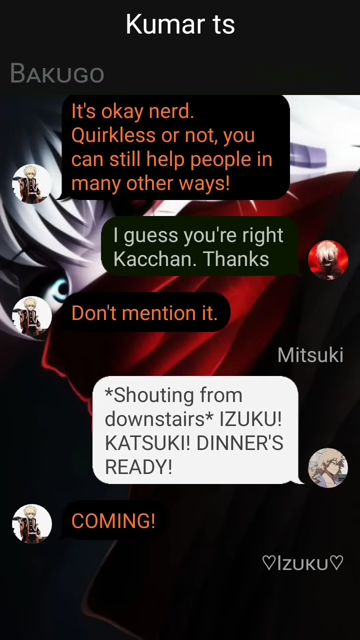 Kumar ts
BAKUGO
It's okay nerd.
Quirkless or not, you
can still help people in
many other ways!
I guess you're right
Kacchan. Thanks
Don't mention it.
Mitsuki
*Shouting from
downstairs* IZUKU!
KATSUKI! DINNER'S
READY!
COMING!
♡IZUKU♡